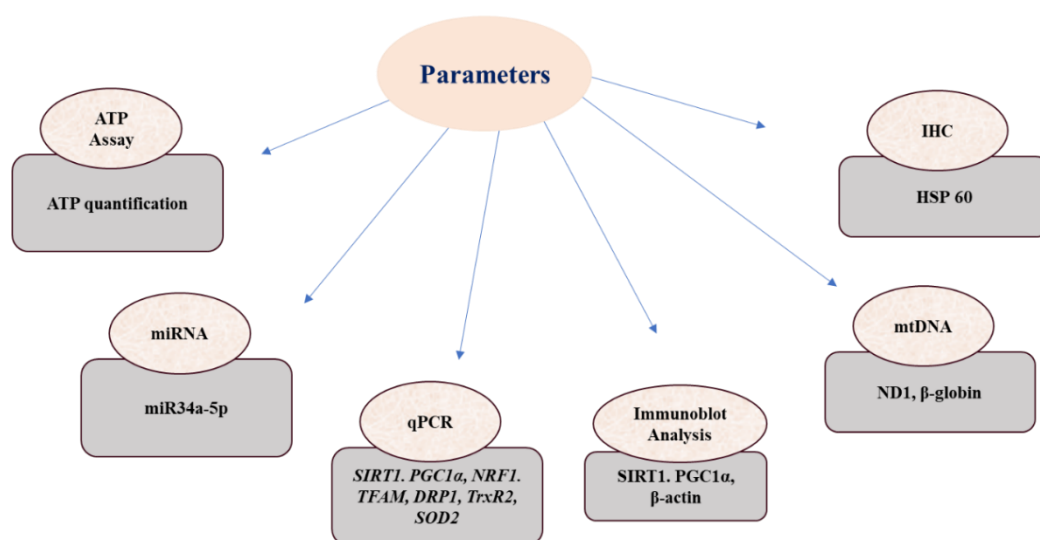 Parameters
ATP
Assay
ATP quantification
miRNA
miR34a-5p
qPCR
SIRT1. PGC1α, NRF1.
TFAM, DRP1, TrxR2,
SOD2
Immunoblot
Analysis
SIRT1. PGC1α,
β-actin
mtDNA
ND1, β-globin
IHC
HSP 60